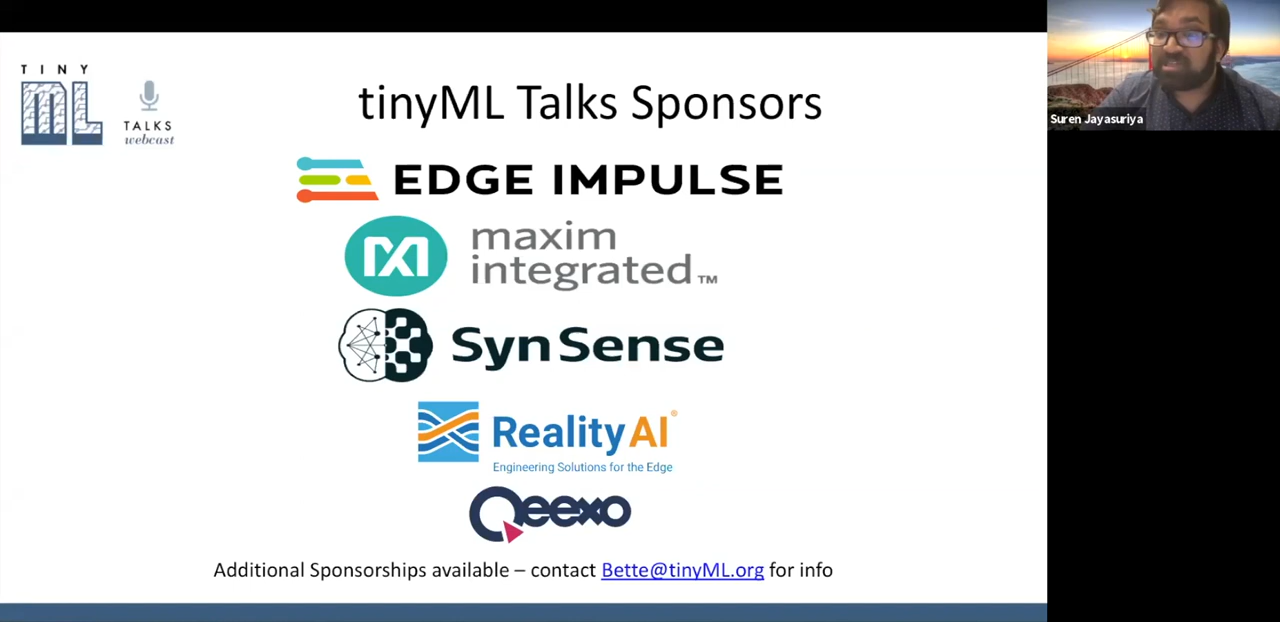 TINY
ML
TALKS
webcast
tinyML Talks Sponsors
EDGE IMPULSE
maxim
integrated™
SynSense
RealityAI®
Engineering Solutions for the Edge
Qeexo
Additional Sponsorships available – contact Bette@tinyML.org for info
Suren Jayasuriya